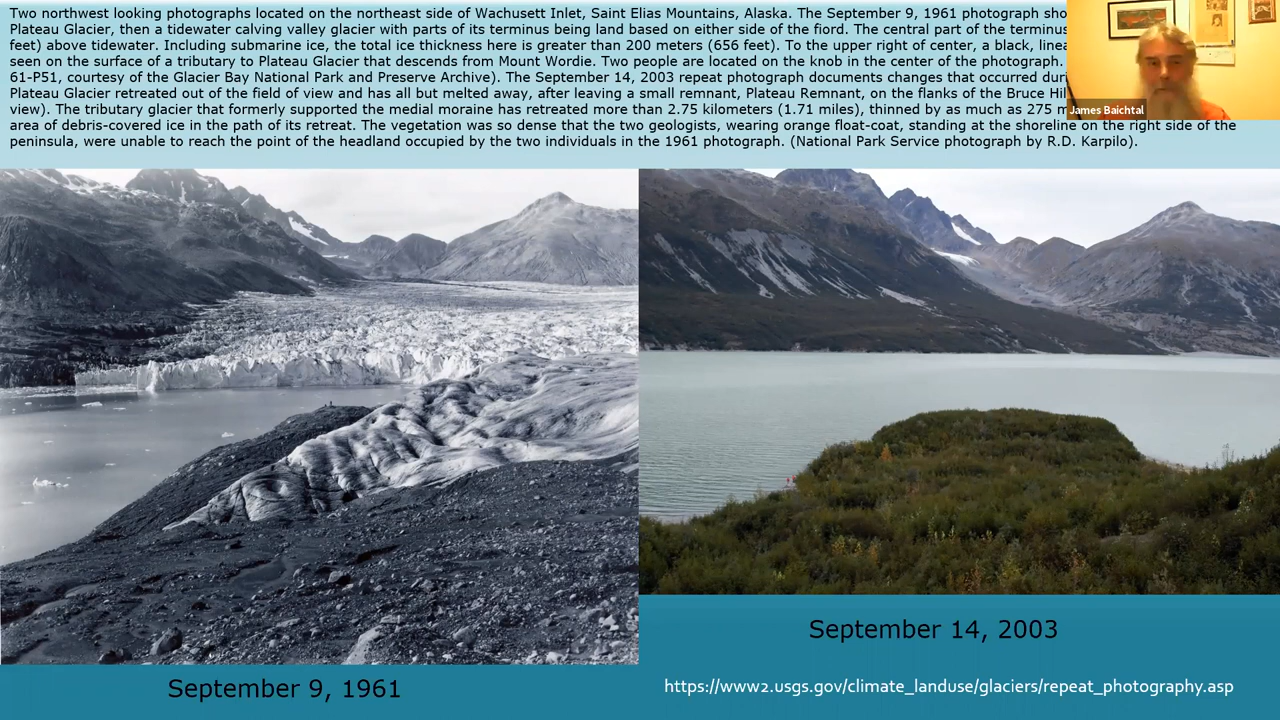 Two northwest looking photographs located on the northeast side of Wachusett Inlet, Saint Elias Mountains, Alaska. The September 9, 1961 photograph sho
Plateau Glacier, then a tidewater calving valley glacier with parts of its terminus being land based on either side of the fiord. The central part of the terminus
feet) above tidewater. Including submarine ice, the total ice thickness here is greater than 200 meters (656 feet). To the upper right of center, a black, linea
seen on the surface of a tributary to Plateau Glacier that descends from Mount Wordie. Two people are located on the knob in the center of the photograph.
61-P51, courtesy of the Glacier Bay National Park and Preserve Archive). The September 14, 2003 repeat photograph documents changes that occurred duri
Plateau Glacier retreated out of the field of view and has all but melted away, after leaving a small remnant, Plateau Remnant, on the flanks of the Bruce Hil
view). The tributary glacier that formerly supported the medial moraine has retreated more than 2.75 kilometers (1.71 miles), thinned by as much as 275 m
area of debris-covered ice in the path of its retreat. The vegetation was so dense that the two geologists, wearing orange float-coat, standing at the shoreline on the right side of the
peninsula, were unable to reach the point of the headland occupied by the two individuals in the 1961 photograph. (National Park Service photograph by R.D. Karpilo).
James Baichtal
September 14, 2003
September 9, 1961
https://www2.usgs.gov/climate_landuse/glaciers/repeat_photography.asp